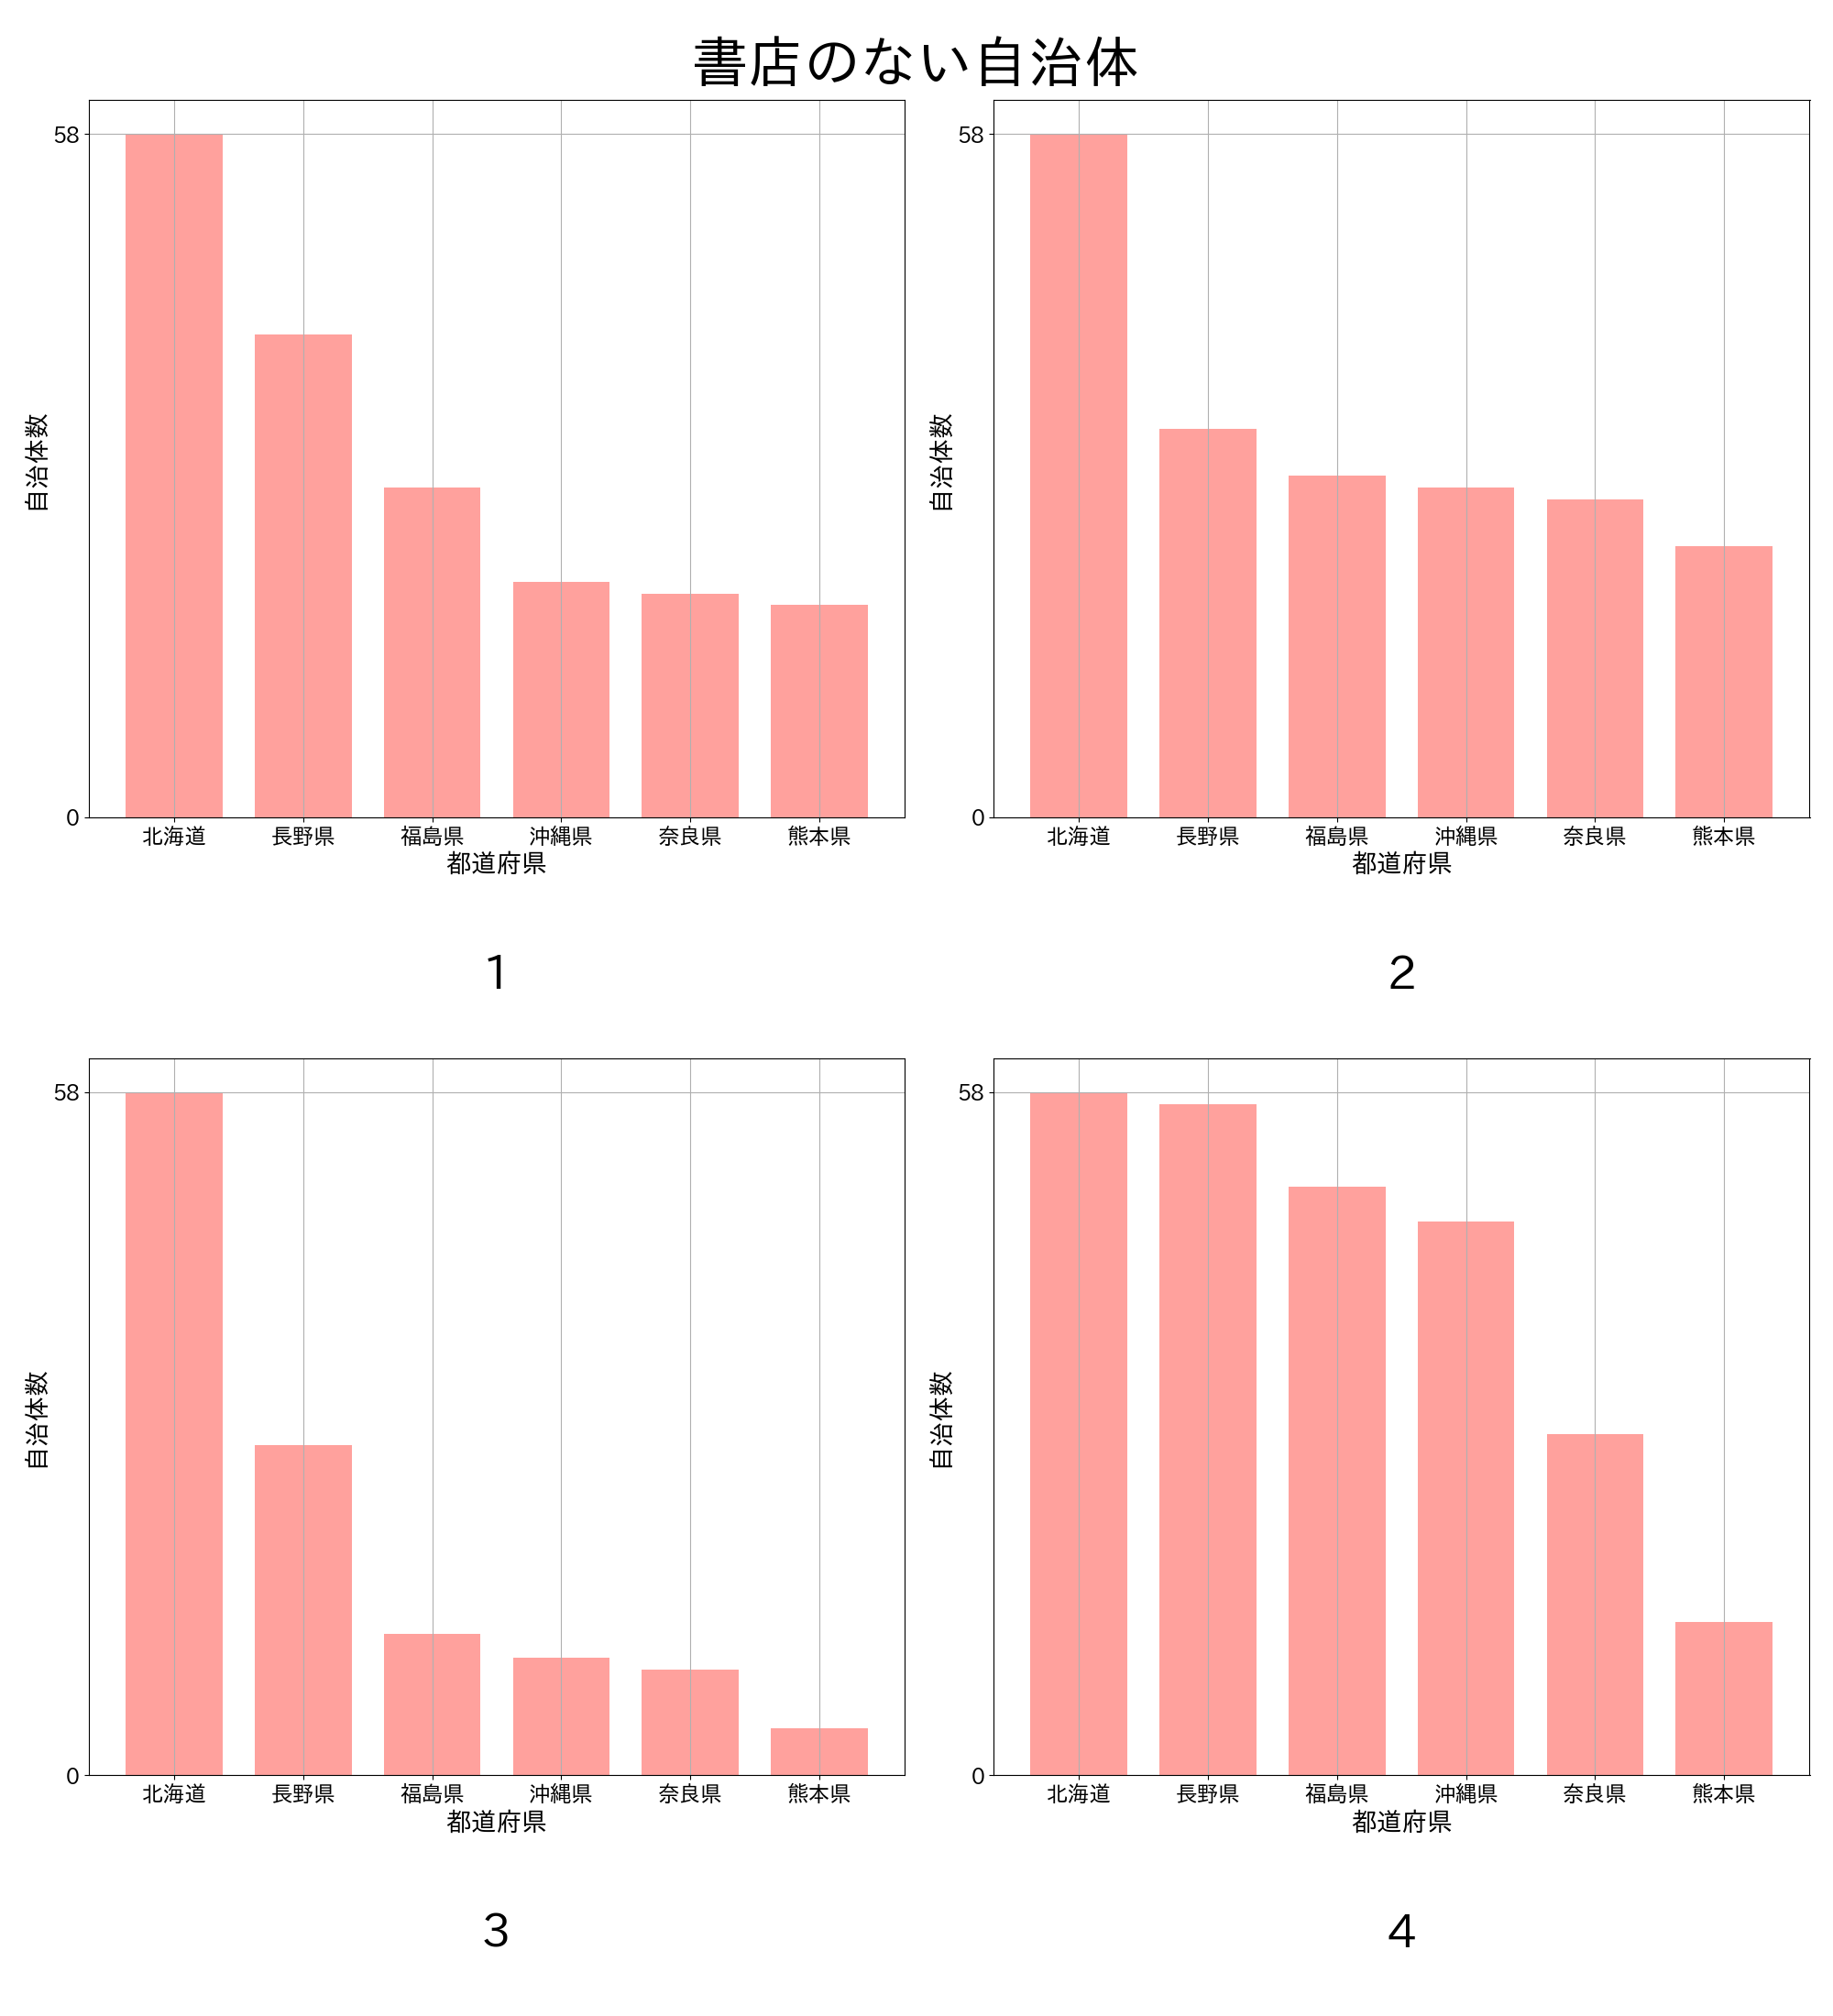 書店のない自治体
58
0
自治体数
北海道 長野県 福島県 沖縄県 奈良県 熊本県
都道府県
1
58
0
自治体数
北海道 長野県 福島県 沖縄県 奈良県 熊本県
都道府県
2
58
0
自治体数
北海道 長野県 福島県 沖縄県 奈良県 熊本県
都道府県
3
58
0
自治体数
北海道 長野県 福島県 沖縄県 奈良県 熊本県
都道府県
4